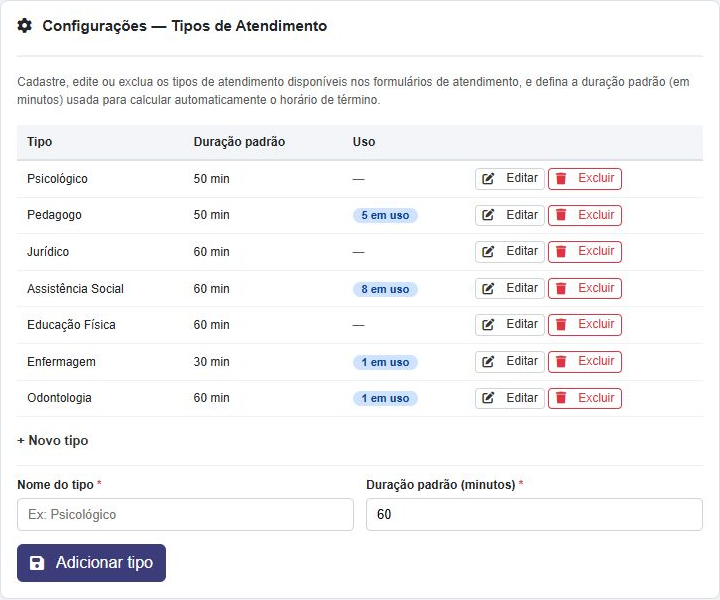 Configurações — Tipos de Atendimento
Cadastre, edite ou exclua os tipos de atendimento disponíveis nos formulários de atendimento, e defina a duração padrão (em
minutos) usada para calcular automaticamente o horário de término.
Tipo Duração padrão Uso
Psicológico 50 min — Editar Excluir
Pedagogo 50 min 5 em uso Editar Excluir
Jurídico 60 min — Editar Excluir
Assistência Social 60 min 8 em uso Editar Excluir
Educação Física 60 min — Editar Excluir
Enfermagem 30 min 1 em uso Editar Excluir
Odontologia 60 min 1 em uso Editar Excluir
+ Novo tipo
Nome do tipo * Duração padrão (minutos) *
Ex: Psicológico 60
Adicionar tipo